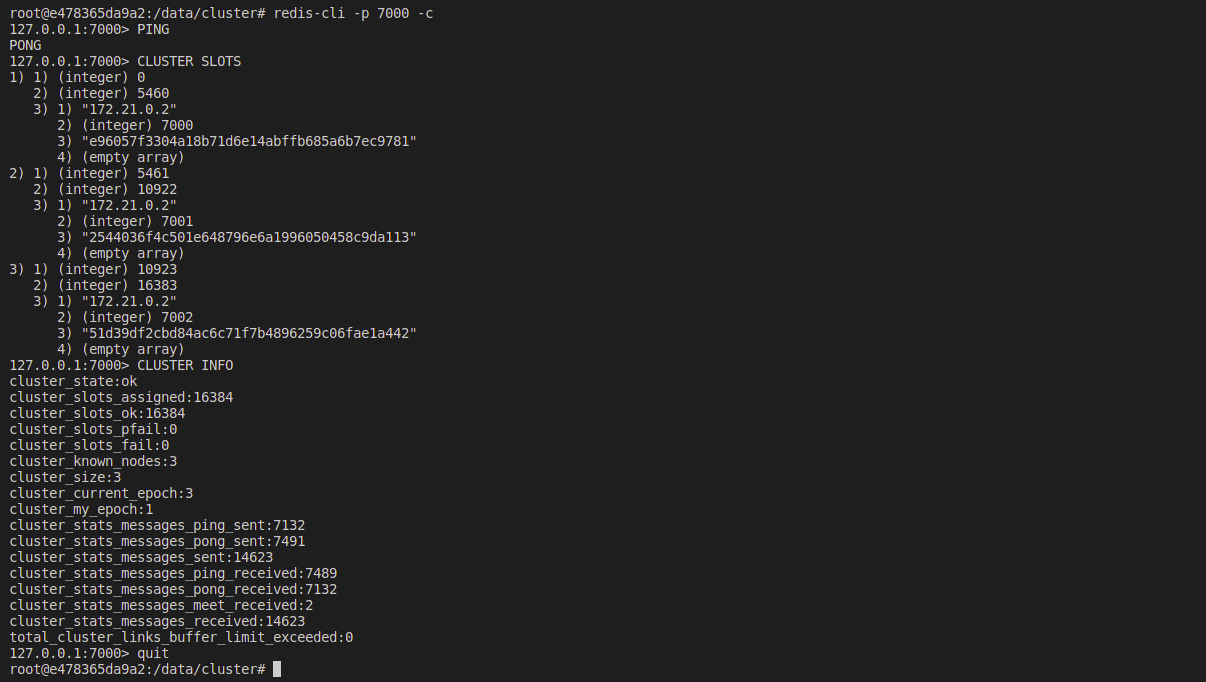 root@e478365da9a2:/data/cluster# redis-cli -p 7000 -c
127.0.0.1:7000> PING
PONG
127.0.0.1:7000> CLUSTER SLOTS
1) 1) (integer) 0
   2) (integer) 5460
   3) 1) "172.21.0.2"
      2) (integer) 7000
      3) "e96057f3304a18b71d6e14abffb685a6b7ec9781"
      4) (empty array)
2) 1) (integer) 5461
   2) (integer) 10922
   3) 1) "172.21.0.2"
      2) (integer) 7001
      3) "2544036f4c501e648796e6a1996050458c9da113"
      4) (empty array)
3) 1) (integer) 10923
   2) (integer) 16383
   3) 1) "172.21.0.2"
      2) (integer) 7002
      3) "51d39df2cbd84ac6c71f7b4896259c06fae1a442"
      4) (empty array)
127.0.0.1:7000> CLUSTER INFO
cluster_state:ok
cluster_slots_assigned:16384
cluster_slots_ok:16384
cluster_slots_pfail:0
cluster_slots_fail:0
cluster_known_nodes:3
cluster_size:3
cluster_current_epoch:3
cluster_my_epoch:1
cluster_stats_messages_ping_sent:7132
cluster_stats_messages_pong_sent:7491
cluster_stats_messages_sent:14623
cluster_stats_messages_ping_received:7489
cluster_stats_messages_pong_received:7132
cluster_stats_messages_meet_received:2
cluster_stats_messages_received:14623
total_cluster_links_buffer_limit_exceeded:0
127.0.0.1:7000> quit
root@e478365da9a2:/data/cluster#